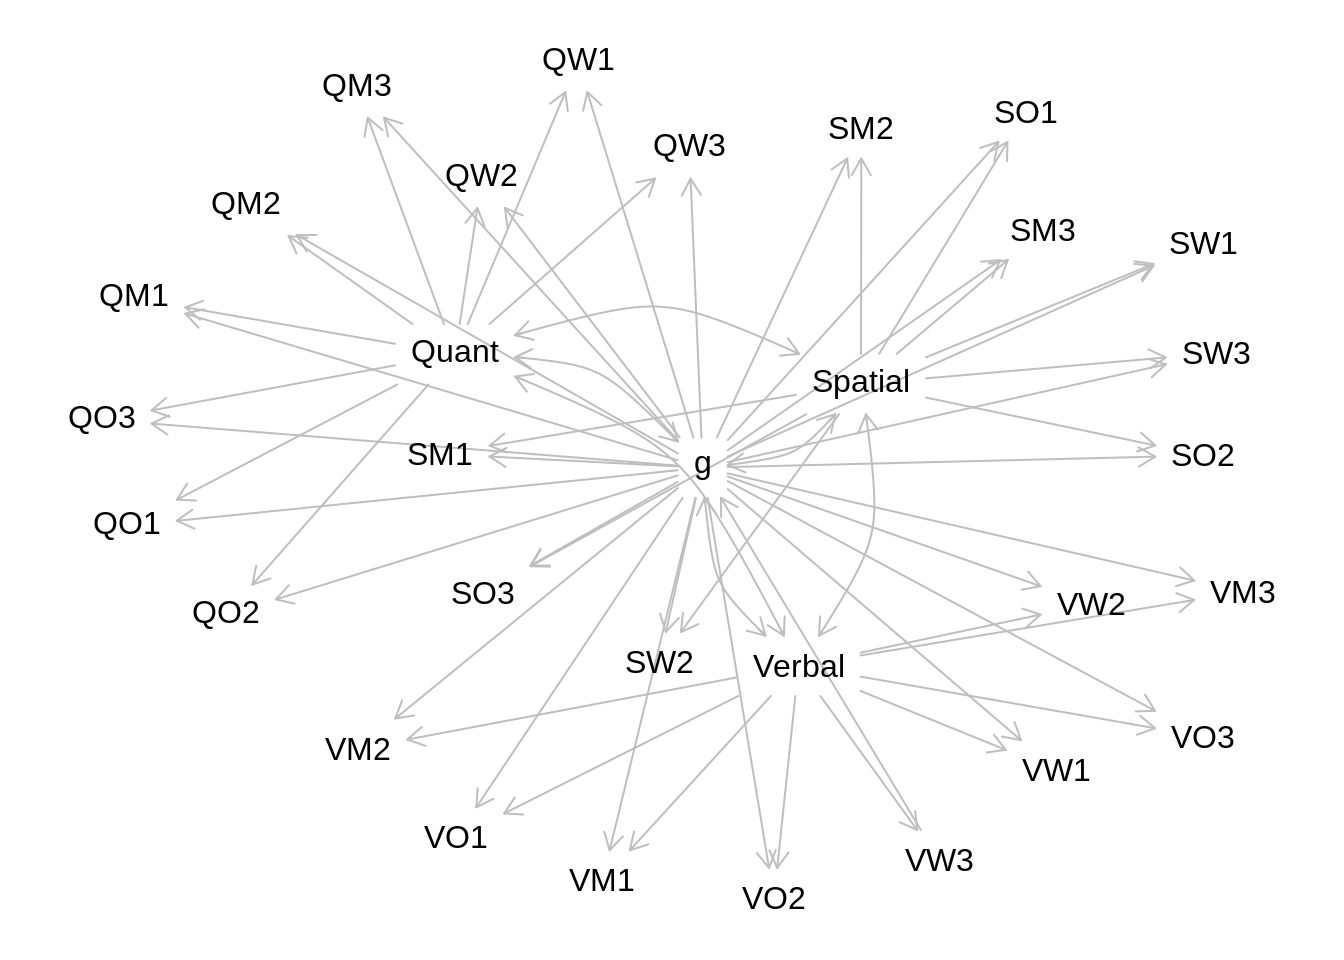 QW1
QM3
SO1
SM2
QW3
QW2
QM2
SM3
SW1
QM1
Quant
SW3
Spatial
QO3
SM1
g
SO2
QO1
SO3
VM3
VW2
QO2
SW2
Verbal
VO3
VM2
VW1
VO1
VW3
VM1
VO2